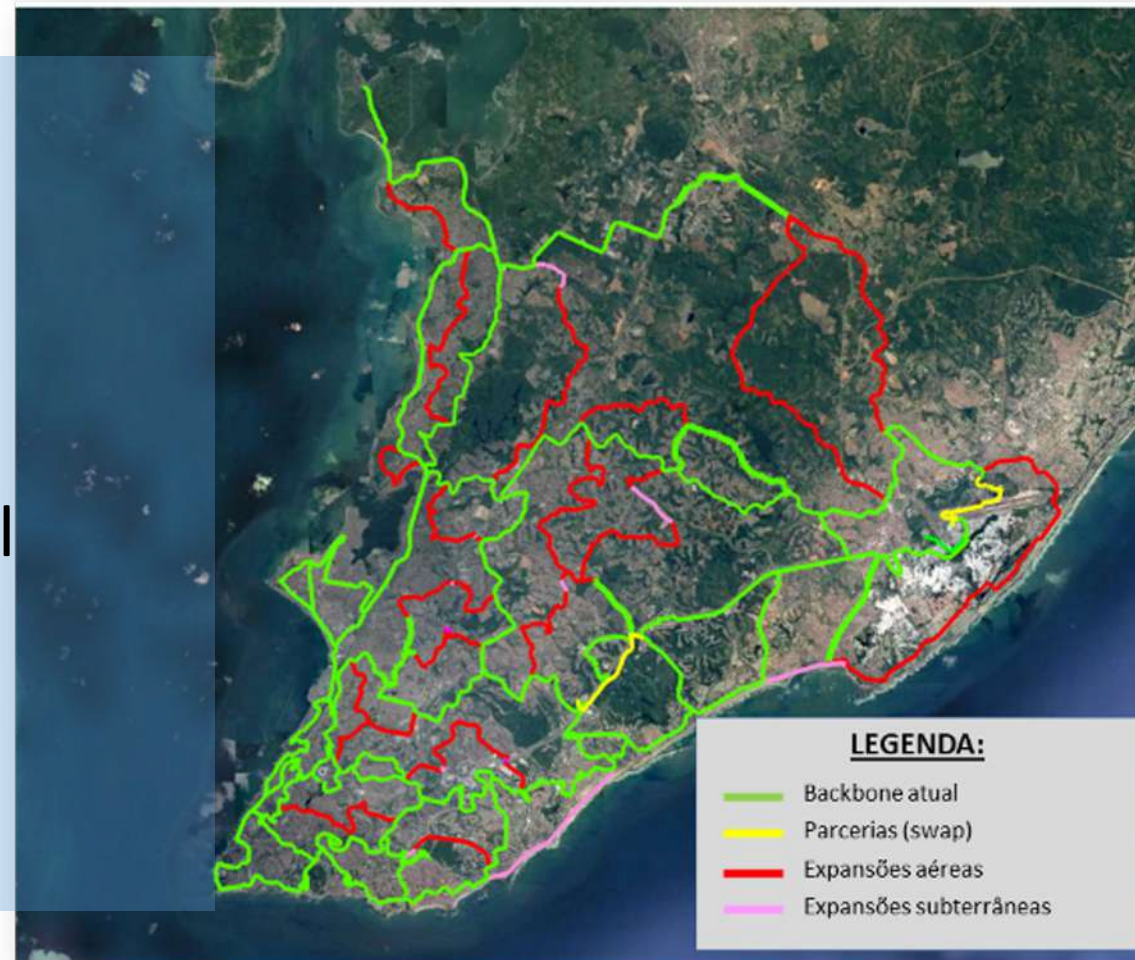 LEGENDA:
Backbone atual
Parcerias (swap)
Expansões aéreas
Expansões subterrâneas